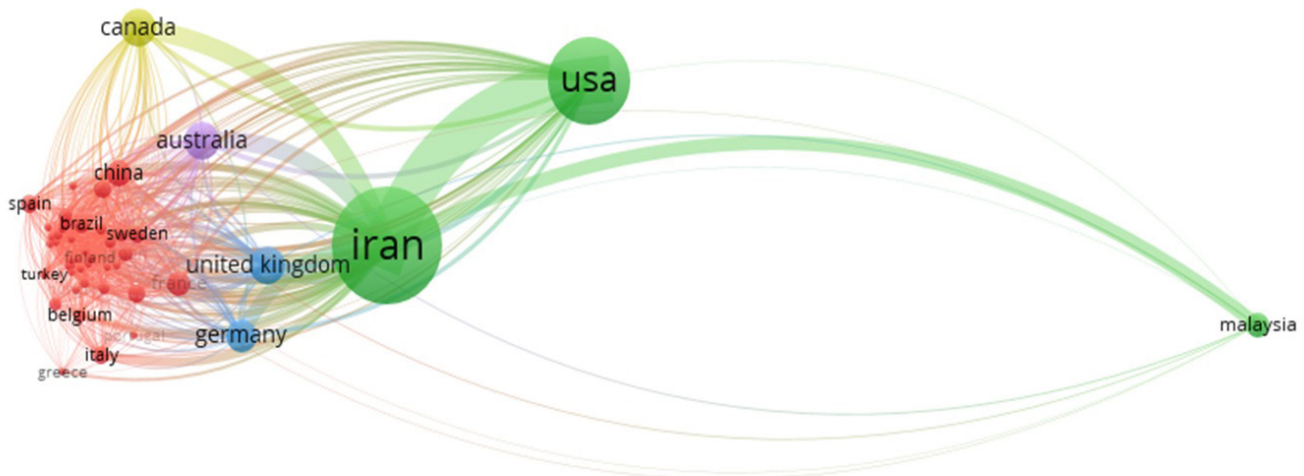 canada
usa
australia
china
spain
brazil
sweden
finland
turkey
united kingdom
iran
france
belgium
germany
portugal
italy
greece
malaysia